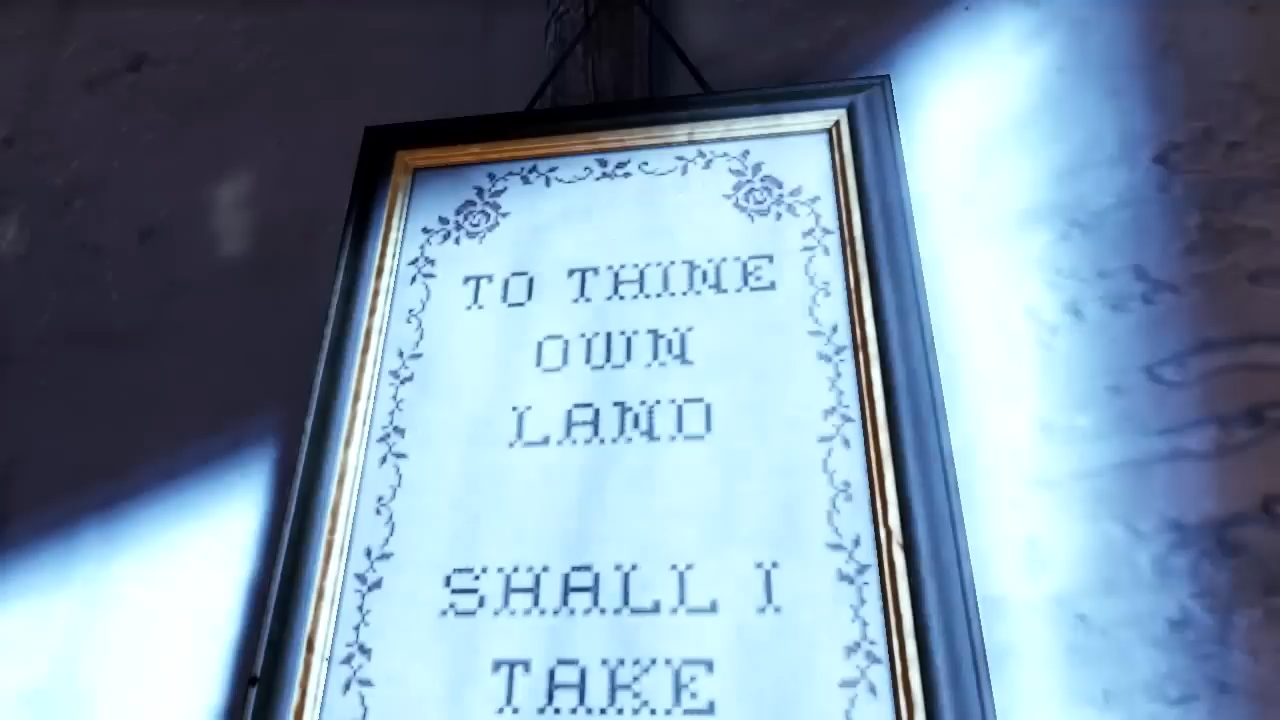 TO THINE
OWN
LAND
SHALL I
TAKE